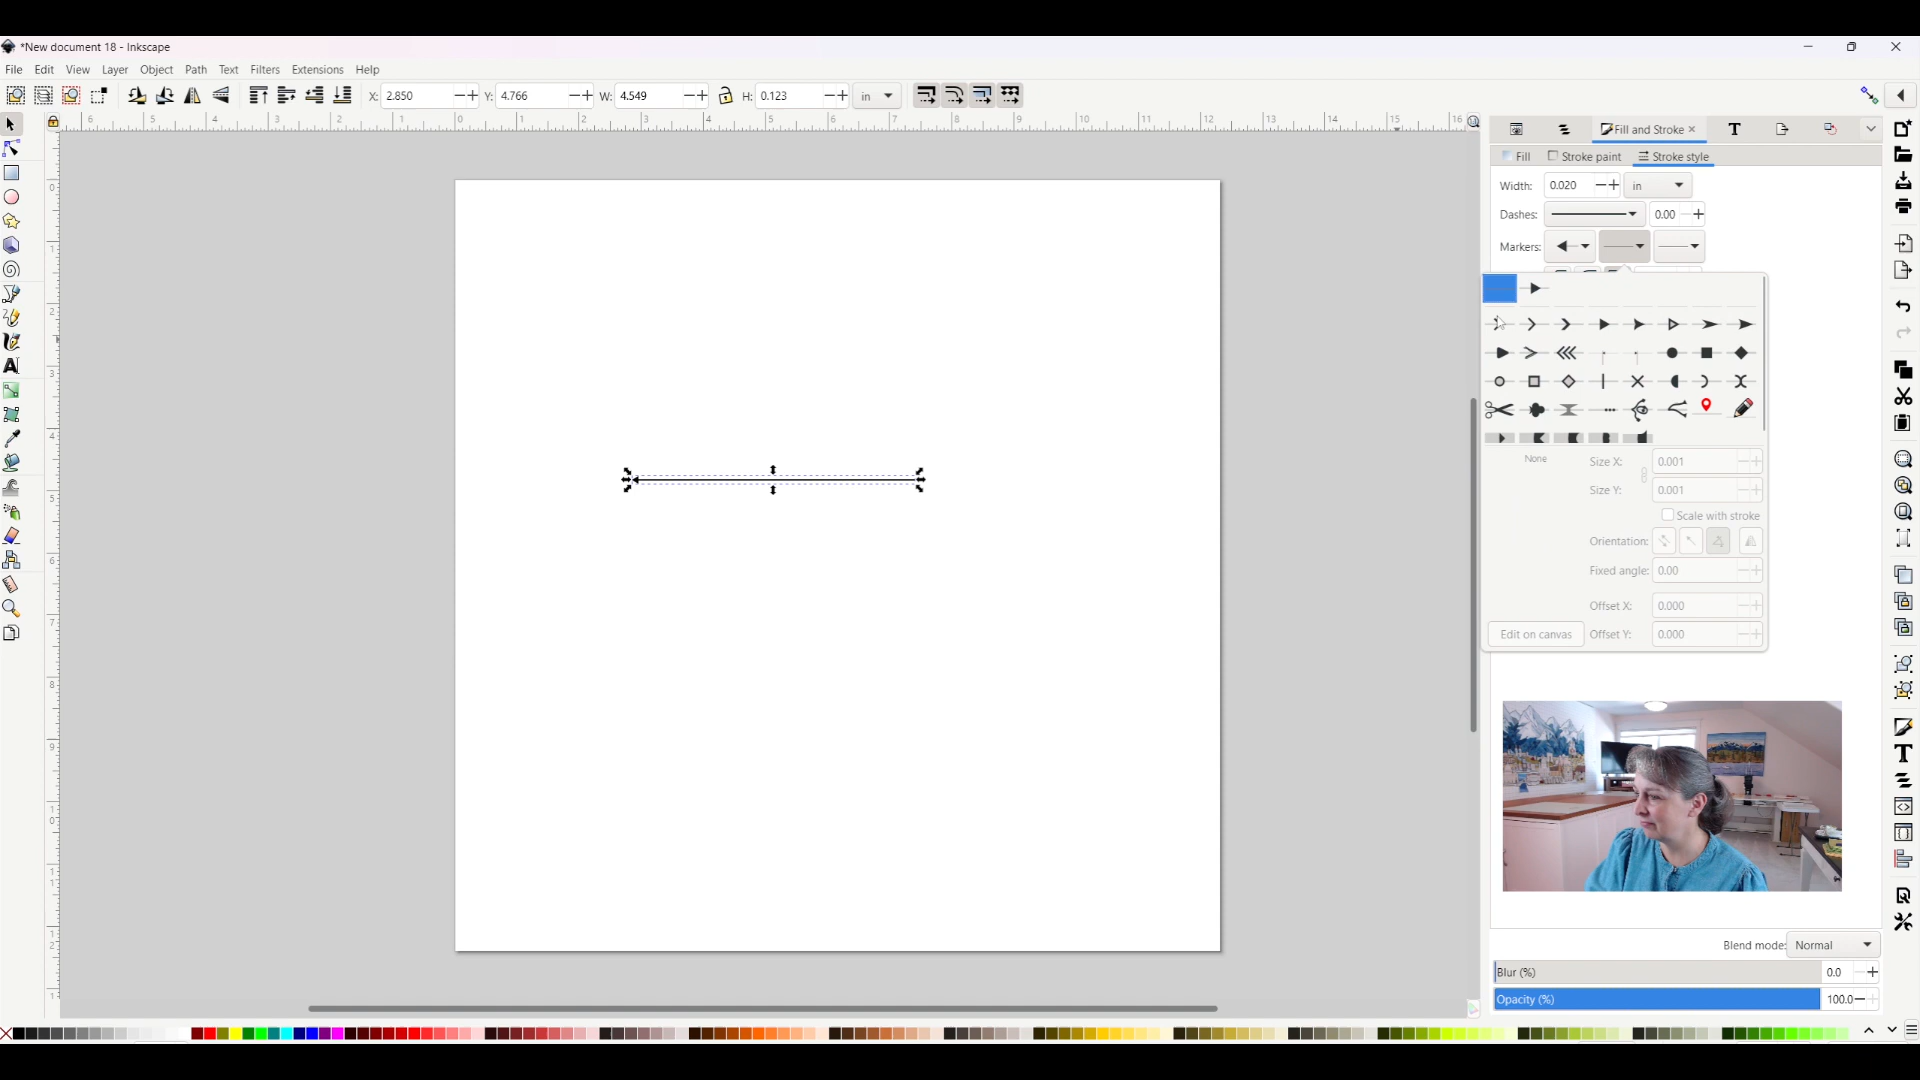 *New document 18 - Inkscape
File Edit View Layer Object Path Text Filters Extensions Help
X: 2.850 Y: 4.766 W: 4.549 H: 0.123 in
Fill and Stroke
Fill Stroke paint Stroke style
Width: 0.020 in
Dashes: 0.00
Markers:
None
Size X: 0.001
Size Y: 0.001
Scale with stroke
Orientation:
Fixed angle: 0.00
Offset X: 0.000
Edit on canvas Offset Y: 0.000
Blend mode: Normal
Blur (%) 0.0
Opacity (%) 100.0